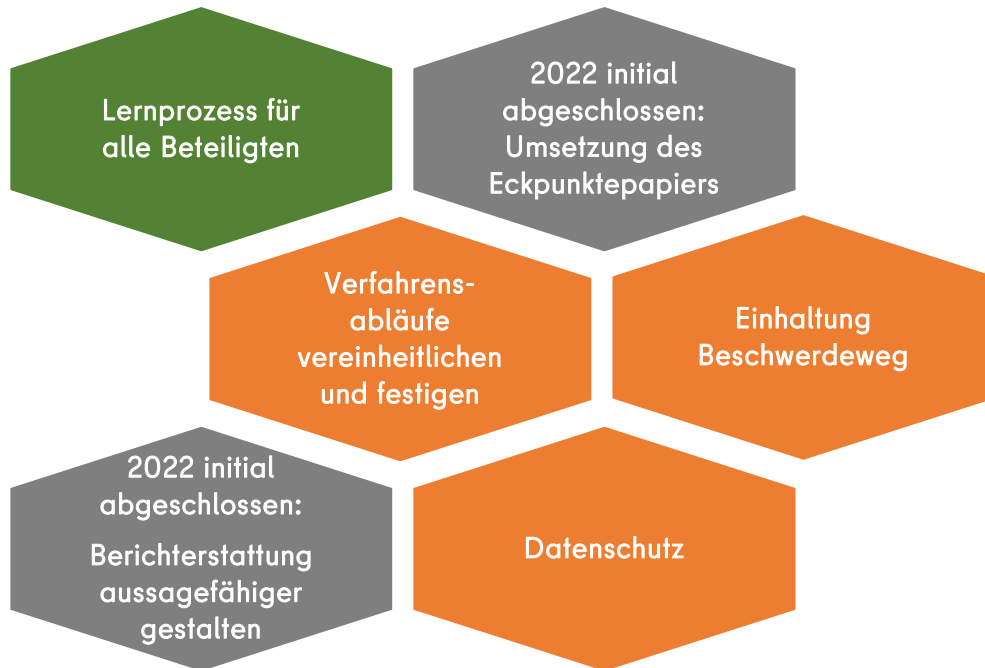 Lernprozess für
alle Beteiligten
2022 initial
abgeschlossen:
Umsetzung des
Eckpunktepapiers
Verfahrens-
abläufe
vereinheitlichen
und festigen
Einhaltung
Beschwerdeweg
2022 initial
abgeschlossen:
Berichterstattung
aussagefähiger
gestalten
Datenschutz